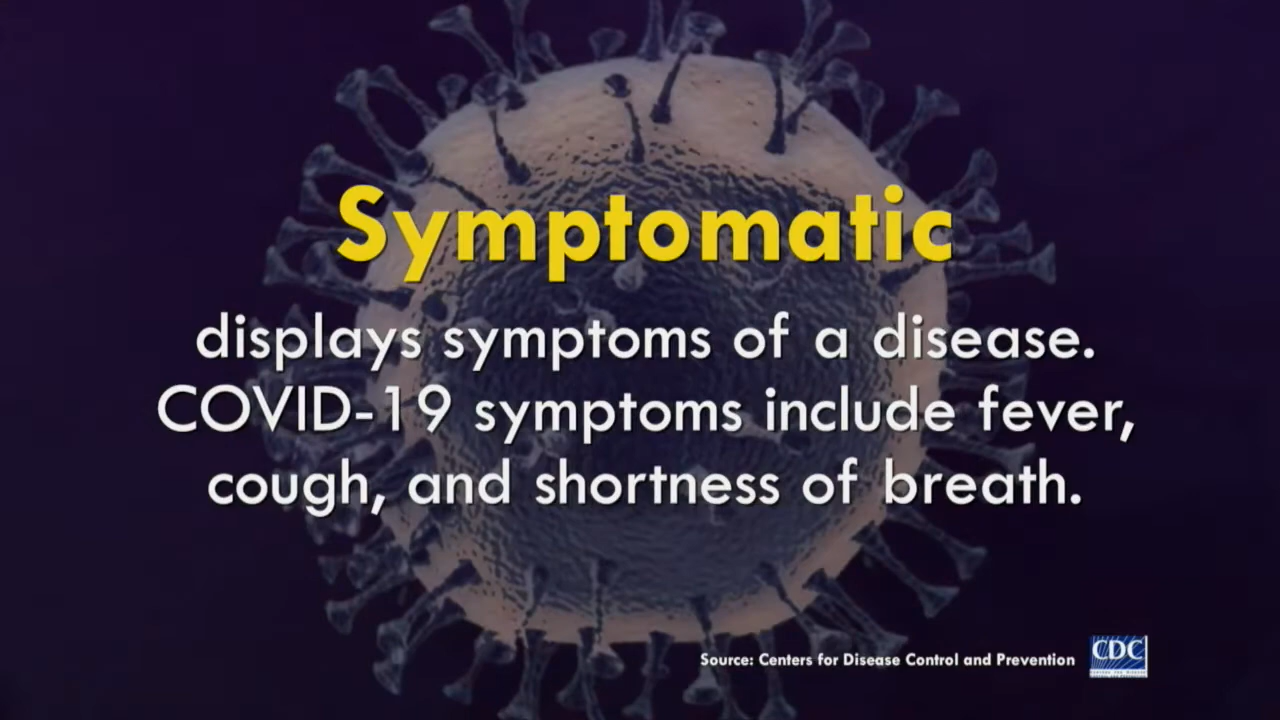 Symptomatic
displays symptoms of a disease.
COVID-19 symptoms include fever,
cough, and shortness of breath.
Source: Centers for Disease Control and Prevention
CDC